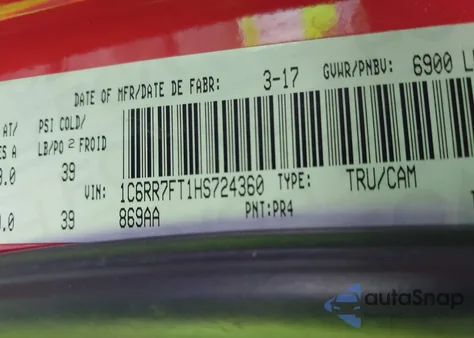 DATE OF MFR/DATE DE FABR: 3-17 GVWR/PNBV: 6900
AT/ PSI COLD/
A LB/PO² FROID
39
VIN: 1C6RR7FT1HS724360 TYPE: TRU/CAM
39 869AA PNT:PR4
autoSnap